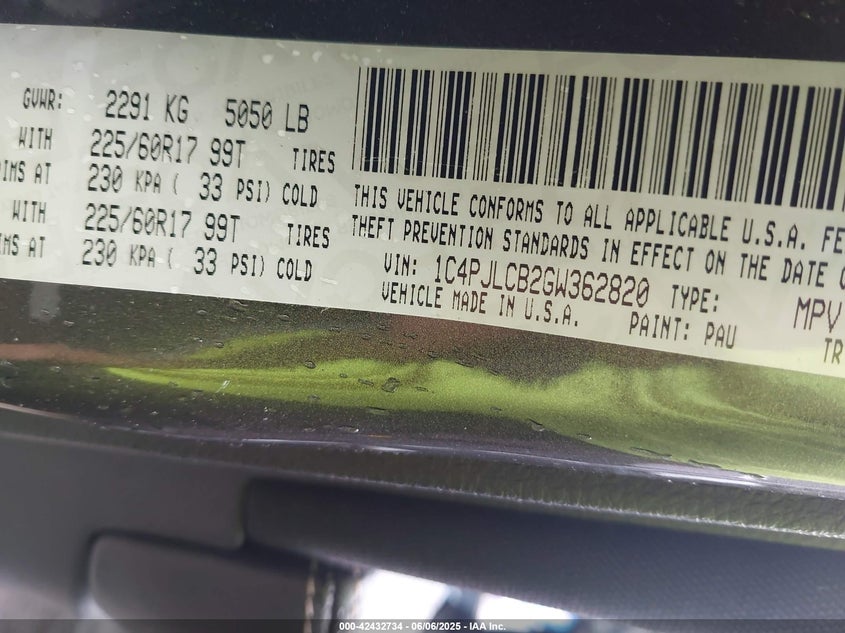 GVWR: 2291 KG 5050 LB
WITH 225/60R17 99T TIRES
IMS AT 230 KPA ( 33 PSI) COLD
WITH 225/60R17 99T TIRES
IMS AT 230 KPA ( 33 PSI) COLD
THIS VEHICLE CONFORMS TO ALL APPLICABLE U.S.A. FE
THEFT PREVENTION STANDARDS IN EFFECT ON THE DATE O
VIN: 1C4PJLCB2GW362820 TYPE: MPV
VEHICLE MADE IN U.S.A. PAINT: PAU TR
000-42432734 - 06/06/2025 - IAA Inc.